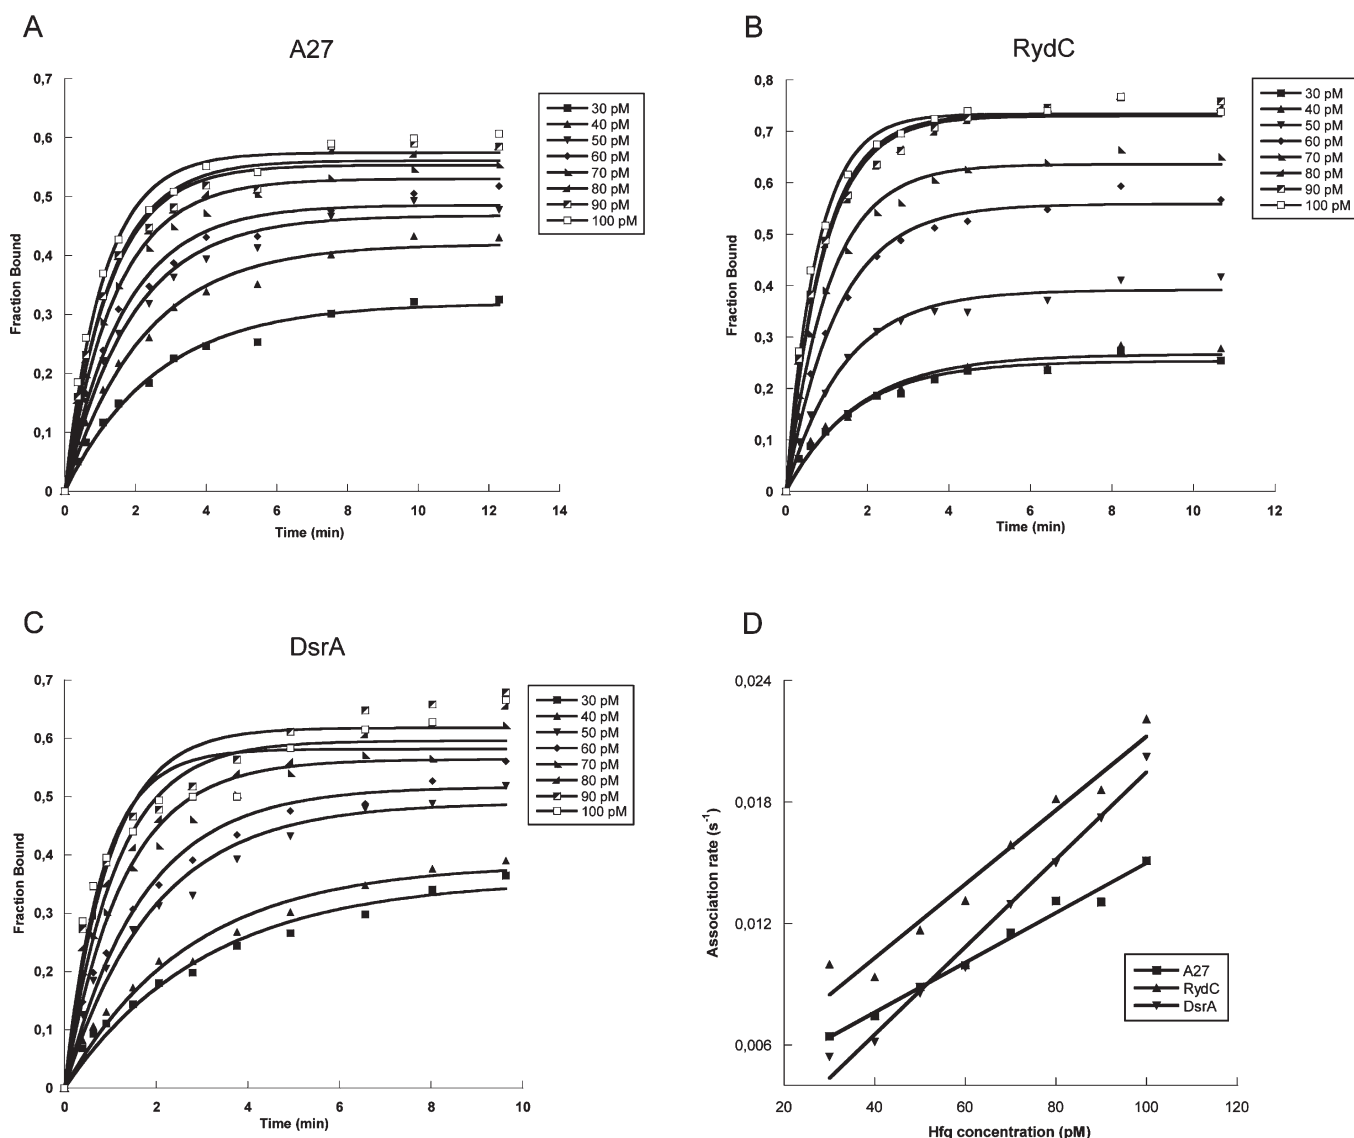 A
A27
0,7
0,6
0,5
0,4
0,3
0,2
0,1
0
Fraction Bound
0 2 4 6 8 10 12 14
Time (min)
30 pM
40 pM
50 pM
60 pM
70 pM
80 pM
90 pM
100 pM
B
RydC
0,8
0,7
0,6
0,5
0,4
0,3
0,2
0,1
0
Fraction Bound
0 2 4 6 8 10 12
Time (min)
30 pM
40 pM
50 pM
60 pM
70 pM
80 pM
90 pM
100 pM
C
DsrA
0,7
0,6
0,5
0,4
0,3
0,2
0,1
0
Fraction Bound
0 2 4 6 8 10
Time (min)
30 pM
40 pM
50 pM
60 pM
70 pM
80 pM
90 pM
100 pM
D
0,024
0,018
0,012
0,006
Association rate (s⁻¹)
20 40 60 80 100 120
Hfq concentration (pM)
A27
RydC
DsrA